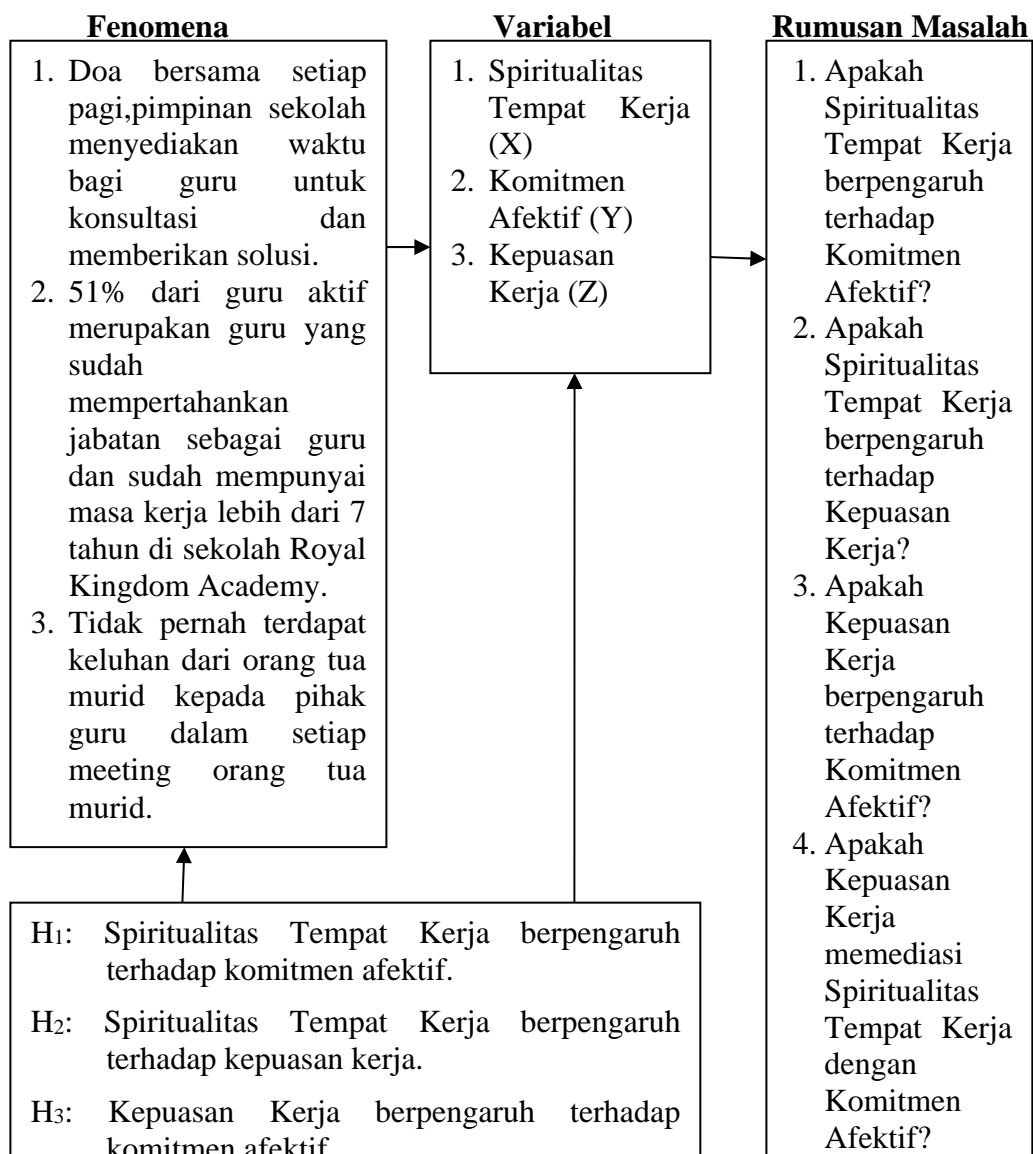 Fenomena
1. Doa bersama setiap
pagi,pimpinan sekolah
menyediakan waktu
bagi guru untuk
konsultasi dan
memberikan solusi.
2. 51% dari guru aktif
merupakan guru yang
sudah
mempertahankan
jabatan sebagai guru
dan sudah mempunyai
masa kerja lebih dari 7
tahun di sekolah Royal
Kingdom Academy.
3. Tidak pernah terdapat
keluhan dari orang tua
murid kepada pihak
guru dalam setiap
meeting orang tua
murid.
Variabel
1. Spiritualitas
Tempat Kerja
(X)
2. Komitmen
Afektif (Y)
3. Kepuasan
Kerja (Z)
Rumusan Masalah
1. Apakah
Spiritualitas
Tempat Kerja
berpengaruh
terhadap
Komitmen
Afektif?
2. Apakah
Spiritualitas
Tempat Kerja
berpengaruh
terhadap
Kepuasan
Kerja?
3. Apakah
Kepuasan
Kerja
berpengaruh
terhadap
Komitmen
Afektif?
4. Apakah
Kepuasan
Kerja
memediasi
Spiritualitas
Tempat Kerja
dengan
Komitmen
Afektif?
H1: Spiritualitas Tempat Kerja berpengaruh
terhadap komitmen afektif.
H2: Spiritualitas Tempat Kerja berpengaruh
terhadap kepuasan kerja.
H3: Kepuasan Kerja berpengaruh terhadap
komitmen afektif